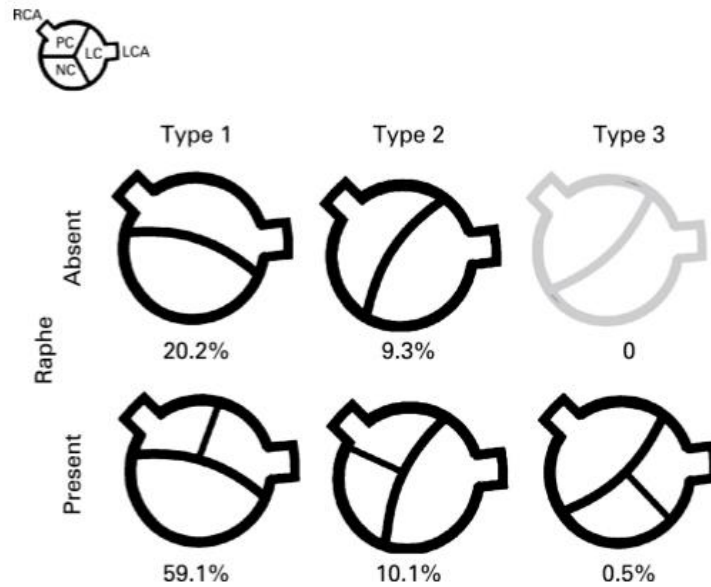 RCA
PC
LC
LCA
NC
Type 1
Type 2
Type 3
Raphe
Absent
20.2%
9.3%
0
Present
59.1%
10.1%
0.5%